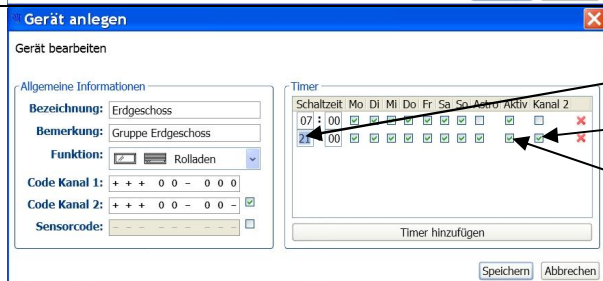 Gerät anlegen
Gerät bearbeiten
Allgemeine Informationen
Bezeichnung: Erdgeschoss
Bemerkung: Gruppe Erdgeschoss
Funktion: Rolladen
Code Kanal 1: + + + 0 0 - 0 0 0
Code Kanal 2: + + + 0 0 - 0 0 -
Sensorcode: - - - - - - - - -
Timer
Schaltzeit Mo Di Mi Do Fr Sa So Astro Aktiv Kanal 2
07 : 00
21 : 00
Timer hinzufügen
Speichern Abbrechen